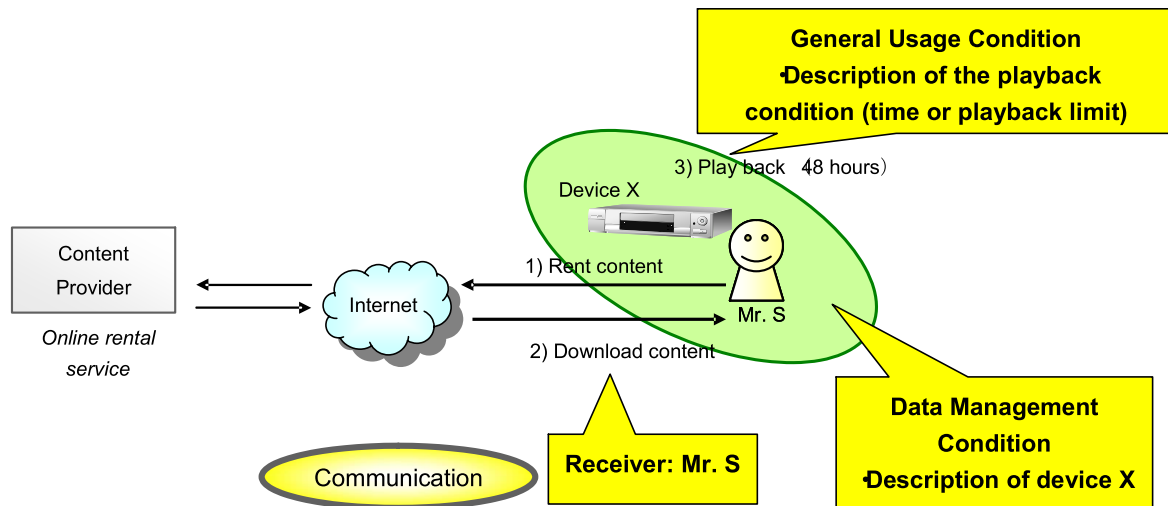 General Usage Condition
•Description of the playback
condition (time or playback limit)
3) Play back （48 hours）
Device X
Content
Provider
1) Rent content
Internet
Mr. S
Online rental
service
2) Download content
Data Management
Condition
•Description of device X
Receiver: Mr. S
Communication